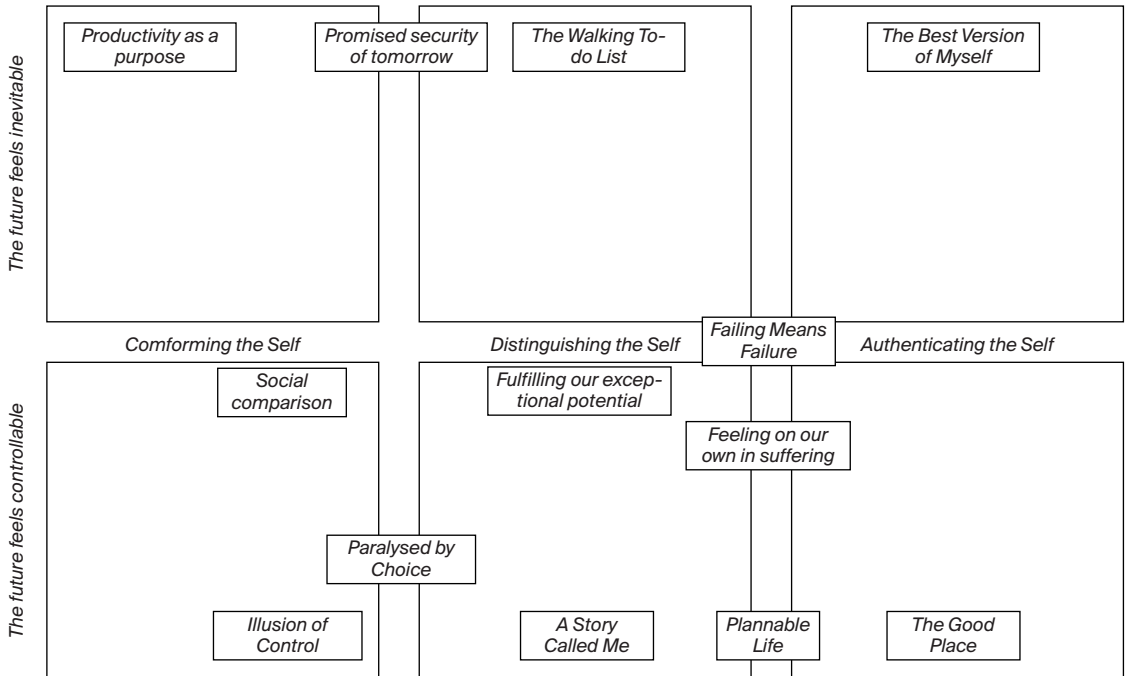 Productivity as a
purpose
Promised security
of tomorrow
The Walking To-
do List
The Best Version
of Myself
The future feels inevitable
Comforming the Self
Distinguishing the Self
Failing Means
Failure
Authenticating the Self
Social
comparison
Fulfilling our excep-
tional potential
Feeling on our
own in suffering
The future feels controllable
Paralysed by
Choice
Illusion of
Control
A Story
Called Me
Plannable
Life
The Good
Place